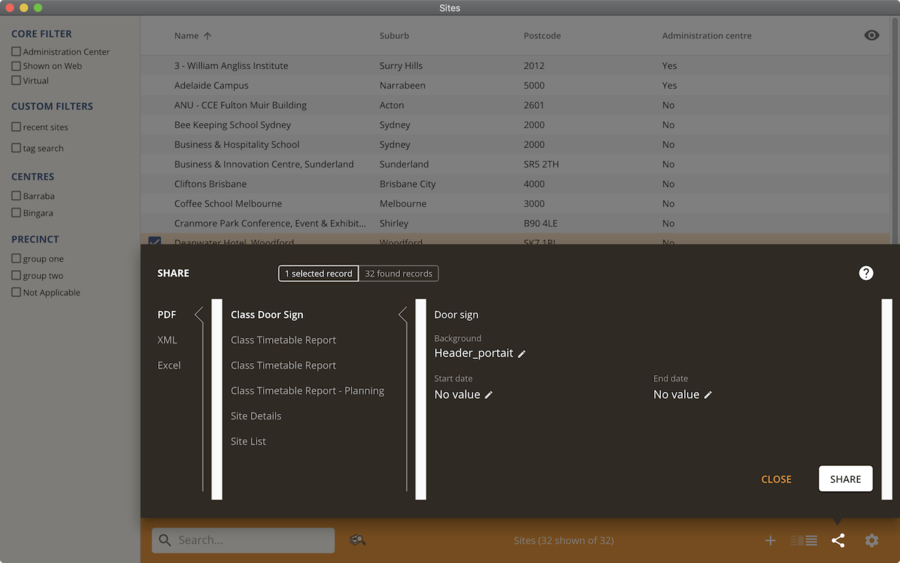 Sites
CORE FILTER
Administration Center
Shown on Web
Virtual
CUSTOM FILTERS
recent sites
tag search
CENTRES
Barraba
Bingara
PRECINCT
group one
group two
Not Applicable
Name Suburb Postcode Administration centre
3 - William Angliss Institute Surry Hills 2012 Yes
Adelaide Campus Narrabeen 5000 Yes
ANU - CCE Fulton Muir Building Acton 2601 No
Bee Keeping School Sydney Sydney 2000 No
Business & Hospitality School Sydney 2000 No
Business & Innovation Centre, Sunderland Sunderland SR5 2TH No
Cliftons Brisbane Brisbane City 4000 No
Coffee School Melbourne Melbourne 3000 No
Cranmore Park Conference, Event & Exhibit... Shirley B90 4LE No
Deanwater Hotel, Woodford Woodford SK7 1RJ No
SHARE
1 selected record 32 found records
?
PDF
XML
Excel
Class Door Sign
Class Timetable Report
Class Timetable Report
Class Timetable Report - Planning
Site Details
Site List
Door sign
Background
Header_portait
Start date End date
No value No value
CLOSE SHARE
Search... Sites (32 shown of 32)